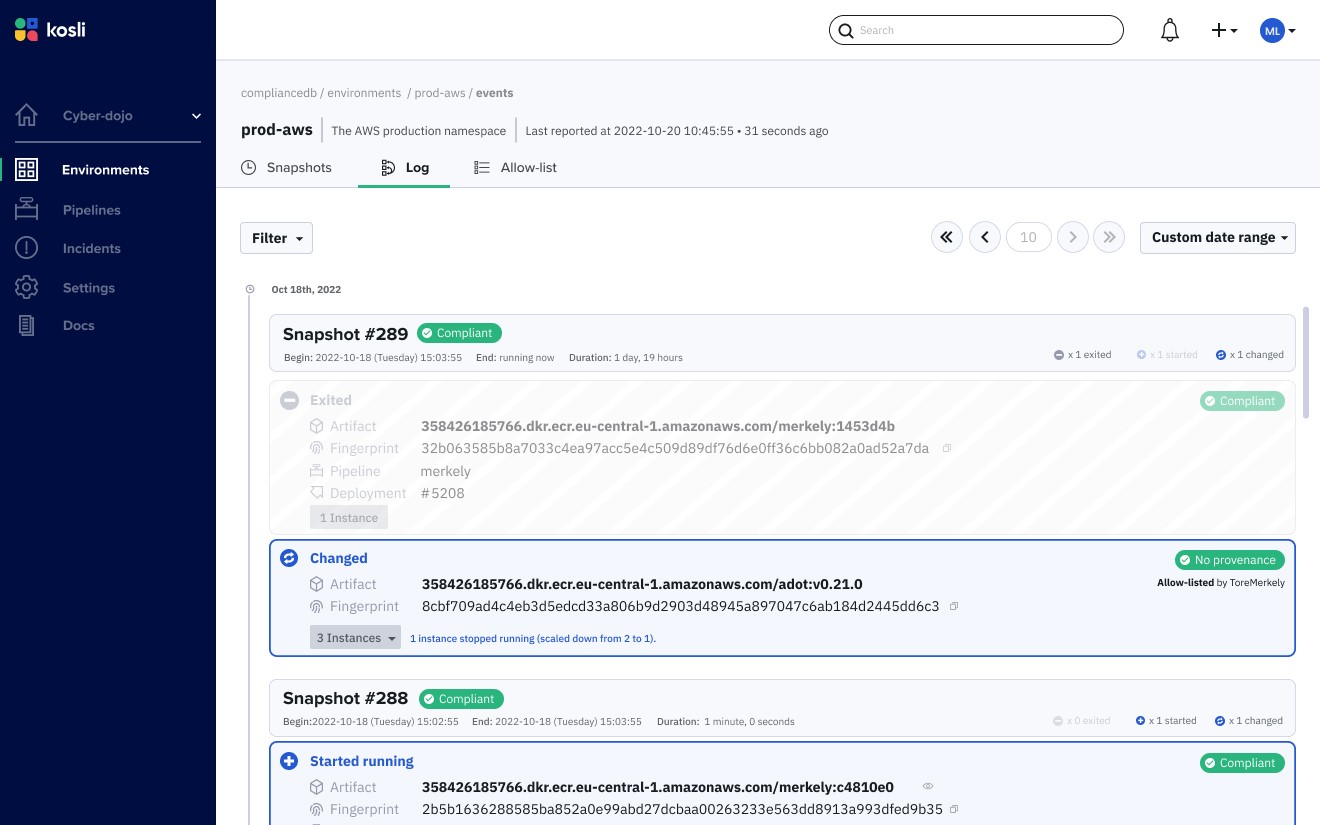 kosli
Search
ML
Cyber-dojo
Environments
Pipelines
Incidents
Settings
Docs
compliancedb / environments / prod-aws / events
prod-aws | The AWS production namespace | Last reported at 2022-10-20 10:45:55 • 31 seconds ago
Snapshots Log Allow-list
Filter 10 Custom date range
Oct 18th, 2022
Snapshot #289 Compliant
Begin: 2022-10-18 (Tuesday) 15:03:55 End: running now Duration: 1 day, 19 hours x 1 exited x 1 started x 1 changed
Exited Compliant
Artifact 358426185766.dkr.ecr.eu-central-1.amazonaws.com/merkely:1453d4b
Fingerprint 32b063585b8a7033c4ea97acc5e4c509d89df76d6e0ff36c6bb082a0ad52a7da
Pipeline merkely
Deployment #5208
1 Instance
Changed No provenance
Artifact 358426185766.dkr.ecr.eu-central-1.amazonaws.com/adot:v0.21.0 Allow-listed by ToreMerkely
Fingerprint 8cbf709ad4c4eb3d5edcd33a806b9d2903d48945a897047c6ab184d2445dd6c3
3 Instances 1 instance stopped running (scaled down from 2 to 1).
Snapshot #288 Compliant
Begin:2022-10-18 (Tuesday) 15:02:55 End: 2022-10-18 (Tuesday) 15:03:55 Duration: 1 minute, 0 seconds x 0 exited x 1 started x 1 changed
Started running Compliant
Artifact 358426185766.dkr.ecr.eu-central-1.amazonaws.com/merkely:c4810e0
Fingerprint 2b5b1636288585ba852a0e99abd27dcbaa00263233e563dd8913a993dfed9b35